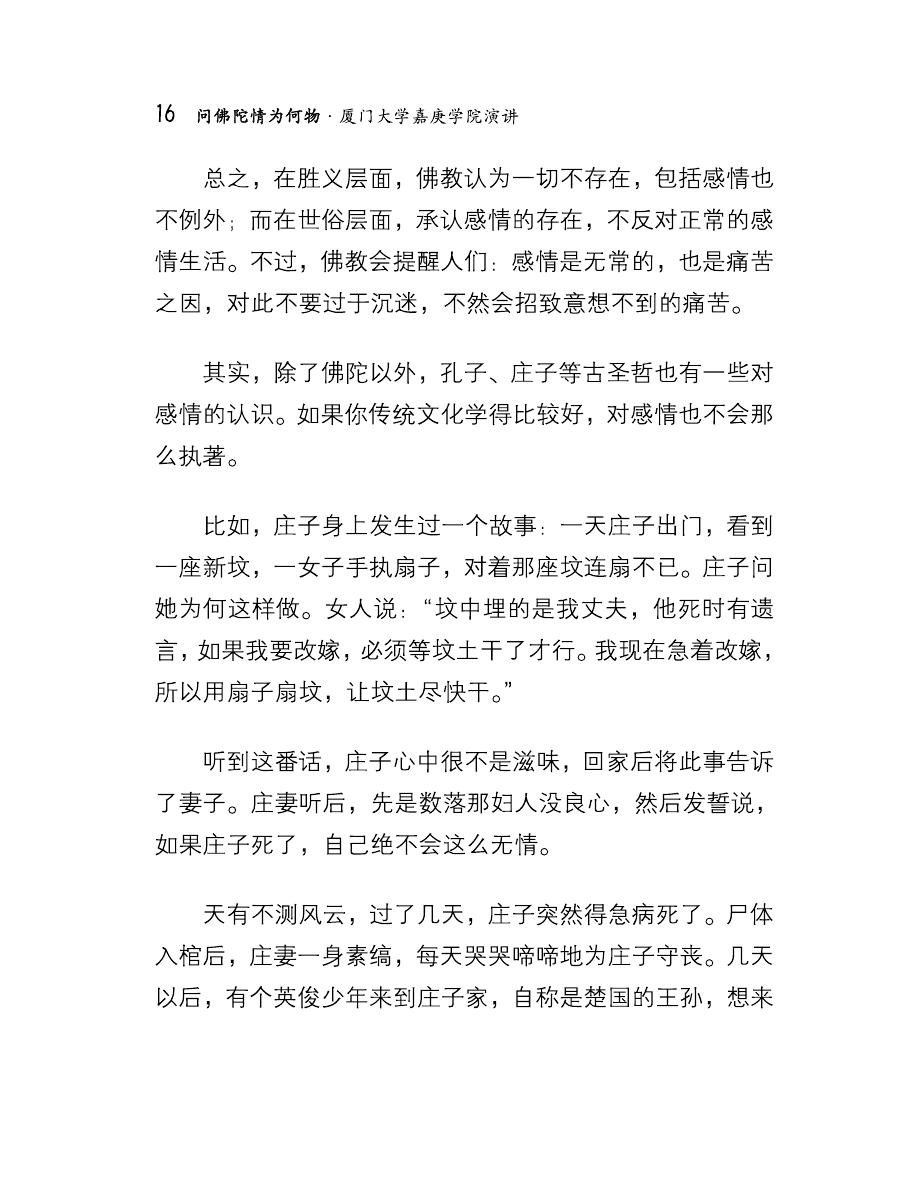 16 问佛陀情为何物·厦门大学嘉庚学院演讲
总之，在胜义层面，佛教认为一切不存在，包括感情也
不例外；而在世俗层面，承认感情的存在，不反对正常的感
情生活。不过，佛教会提醒人们：感情是无常的，也是痛苦
之因，对此不要过于沉迷，不然会招致意想不到的痛苦。
其实，除了佛陀以外，孔子、庄子等古圣哲也有一些对
感情的认识。如果你传统文化学得比较好，对感情也不会那
么执著。
比如，庄子身上发生过一个故事：一天庄子出门，看到
一座新坟，一女子手执扇子，对着那座坟连扇不已。庄子问
她为何这样做。女人说：“坟中埋的是我丈夫，他死时有遗
言，如果我要改嫁，必须等坟土干了才行。我现在急着改嫁，
所以用扇子扇坟，让坟土尽快干。”
听到这番话，庄子心中很不是滋味，回家后将此事告诉
了妻子。庄妻听后，先是数落那妇人没良心，然后发誓说，
如果庄子死了，自己绝不会这么无情。
天有不测风云，过了几天，庄子突然得急病死了。尸体
入棺后，庄妻一身素缟，每天哭哭啼啼地为庄子守丧。几天
以后，有个英俊少年来到庄子家，自称是楚国的王孙，想来